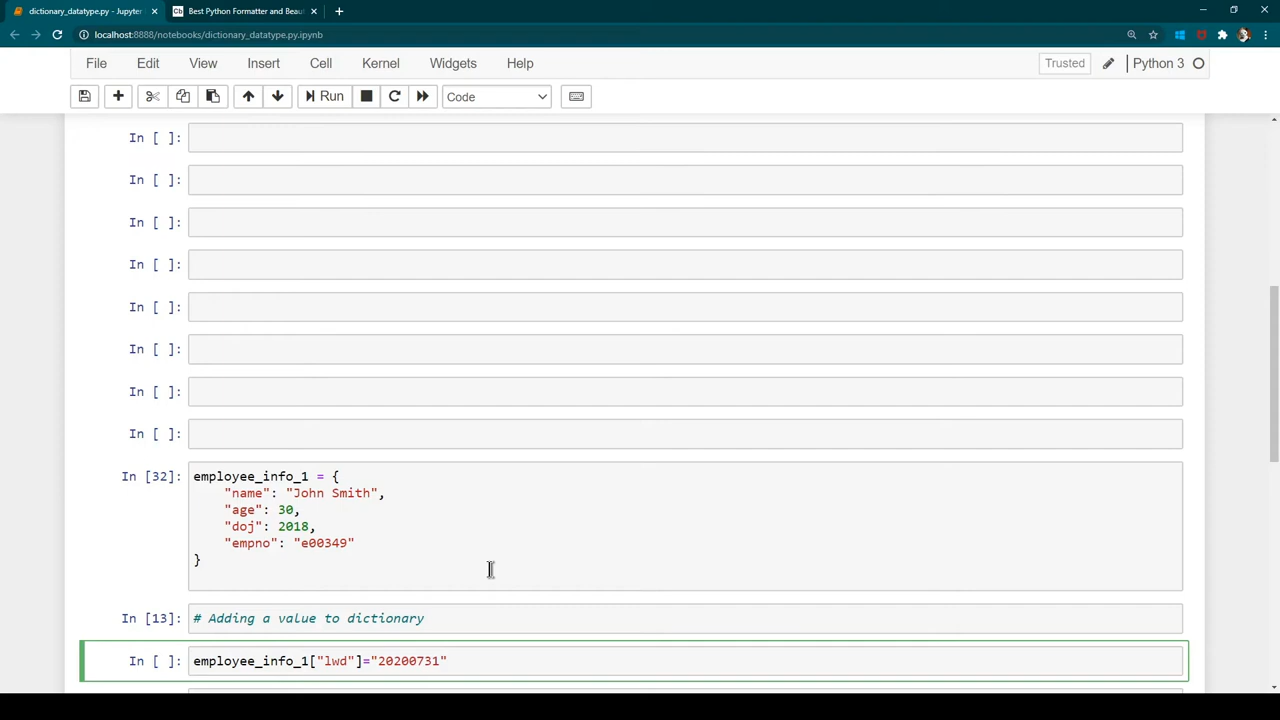 dictionary_datatype.py - Jupyter
Best Python Formatter and Beau
localhost:8888/notebooks/dictionary_datatype.py.ipynb
File Edit View Insert Cell Kernel Widgets Help Trusted Python 3
Run Code
In [ ]:
In [ ]:
In [ ]:
In [ ]:
In [ ]:
In [ ]:
In [ ]:
In [ ]:
In [32]: employee_info_1 = {
"name": "John Smith",
"age": 30,
"doj": 2018,
"empno": "e00349"
}
In [13]: # Adding a value to dictionary
In [ ]: employee_info_1["lwd"]="20200731"